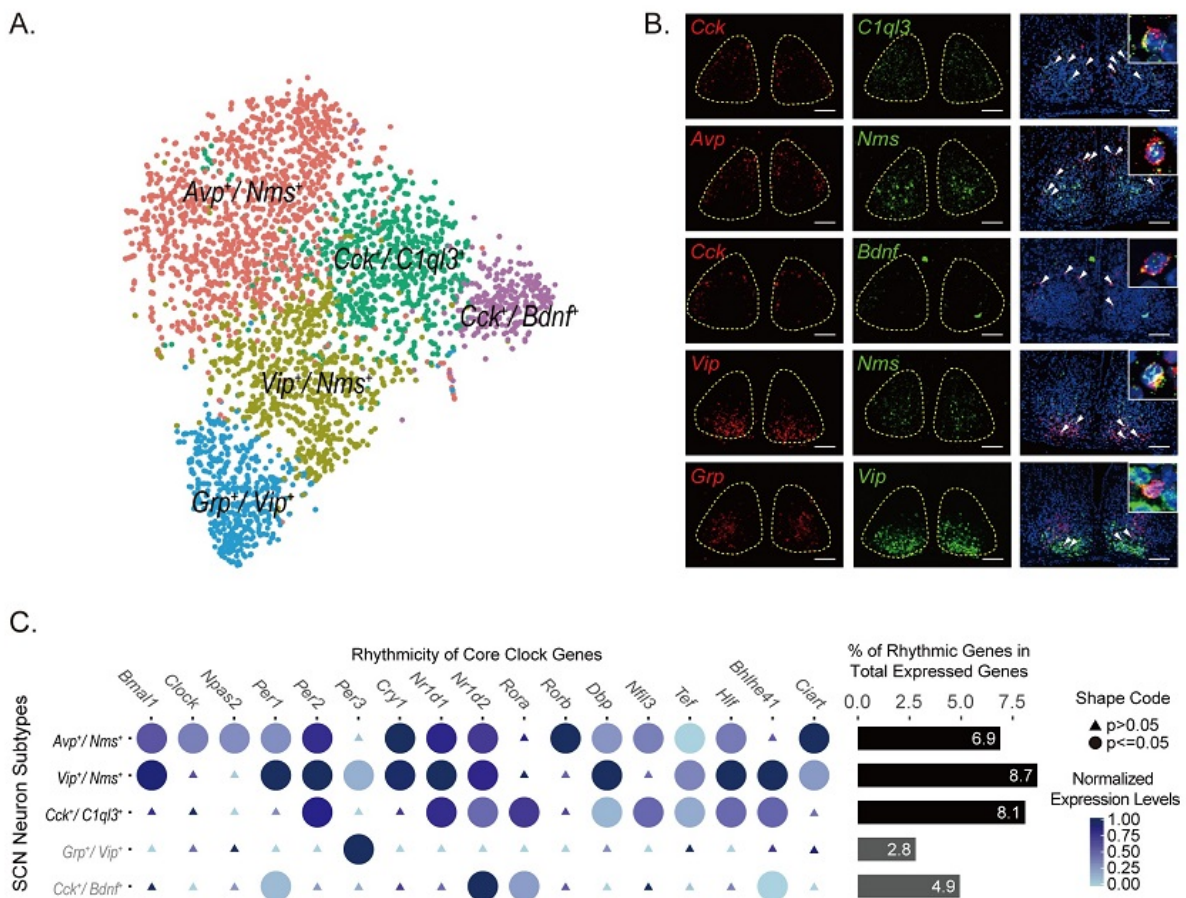 A.
Avp⁺/ Nms⁺
Cck⁺/ C1ql3⁺
Cck⁺/ Bdnf⁺
Vip⁺/ Nms⁺
Grp⁺/ Vip⁺
B.
Cck
C1ql3
Avp
Nms
Cck
Bdnf
Vip
Nms
Grp
Vip
C.
Rhythmicity of Core Clock Genes
Bmal1
Clock
Npas2
Per1
Per2
Per3
Cry1
Nr1d1
Nr1d2
Rora
Rorb
Dbp
Nfil3
Tef
Hlf
Bhlhe41
Ciart
SCN Neuron Subtypes
Avp⁺/ Nms⁺
Vip⁺/ Nms⁺
Cck⁺/ C1ql3⁺
Grp⁺/ Vip⁺
Cck⁺/ Bdnf⁺
% of Rhythmic Genes in
Total Expressed Genes
0.0 2.5 5.0 7.5
6.9
8.7
8.1
2.8
4.9
Shape Code
p>0.05
p<=0.05
Normalized
Expression Levels
1.00
0.75
0.50
0.25
0.00